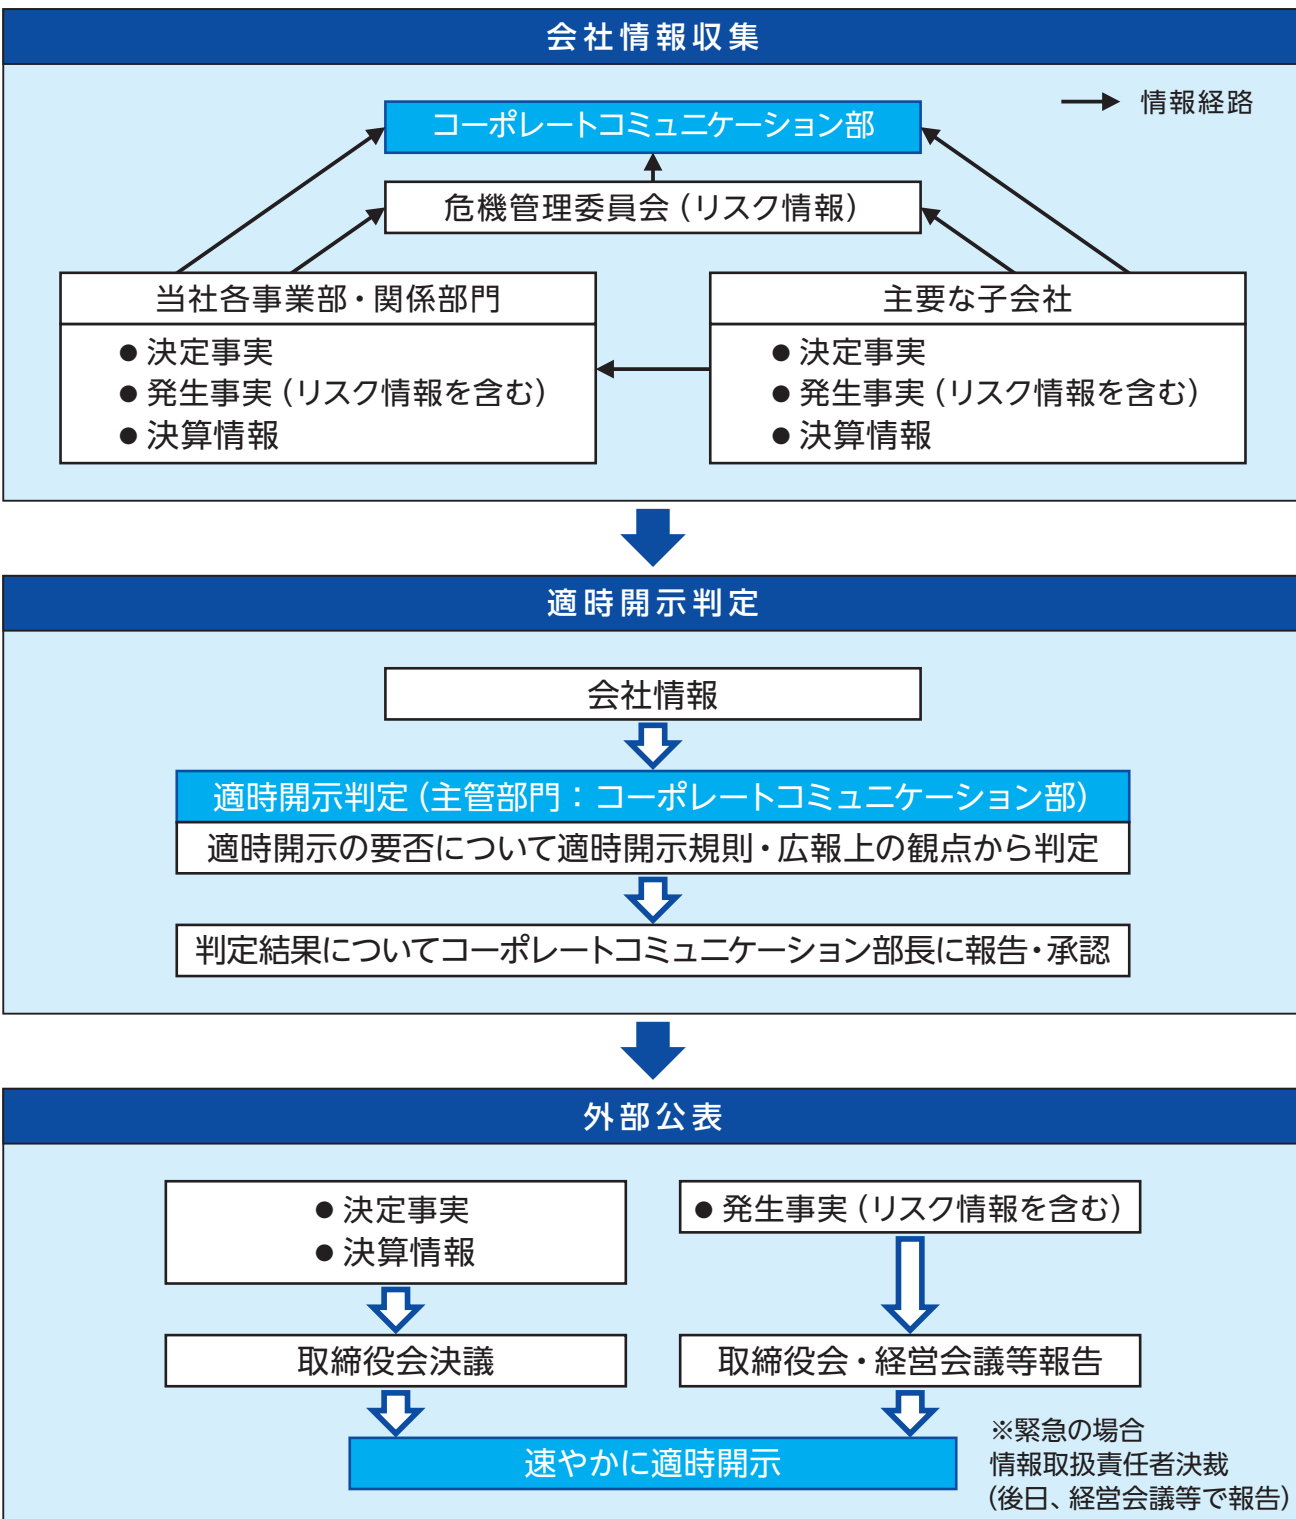 会社情報収集
情報経路
コーポレートコミュニケーション部
危機管理委員会（リスク情報）
当社各事業部・関係部門
●決定事実
●発生事実（リスク情報を含む）
●決算情報
主要な子会社
●決定事実
●発生事実（リスク情報を含む）
●決算情報
適時開示判定
会社情報
適時開示判定（主管部門：コーポレートコミュニケーション部）
適時開示の要否について適時開示規則・広報上の観点から判定
判定結果についてコーポレートコミュニケーション部長に報告・承認
外部公表
●決定事実
●決算情報
取締役会決議
●発生事実（リスク情報を含む）
取締役会・経営会議等報告
速やかに適時開示
※緊急の場合
情報取扱責任者決裁
（後日、経営会議等で報告）